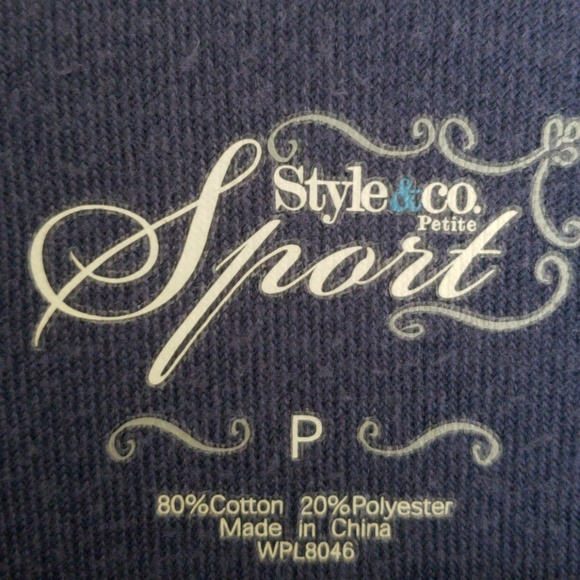 Style&co.
Petite
Sport
P
80%Cotton 20%Polyester
Made in China
WPL8046